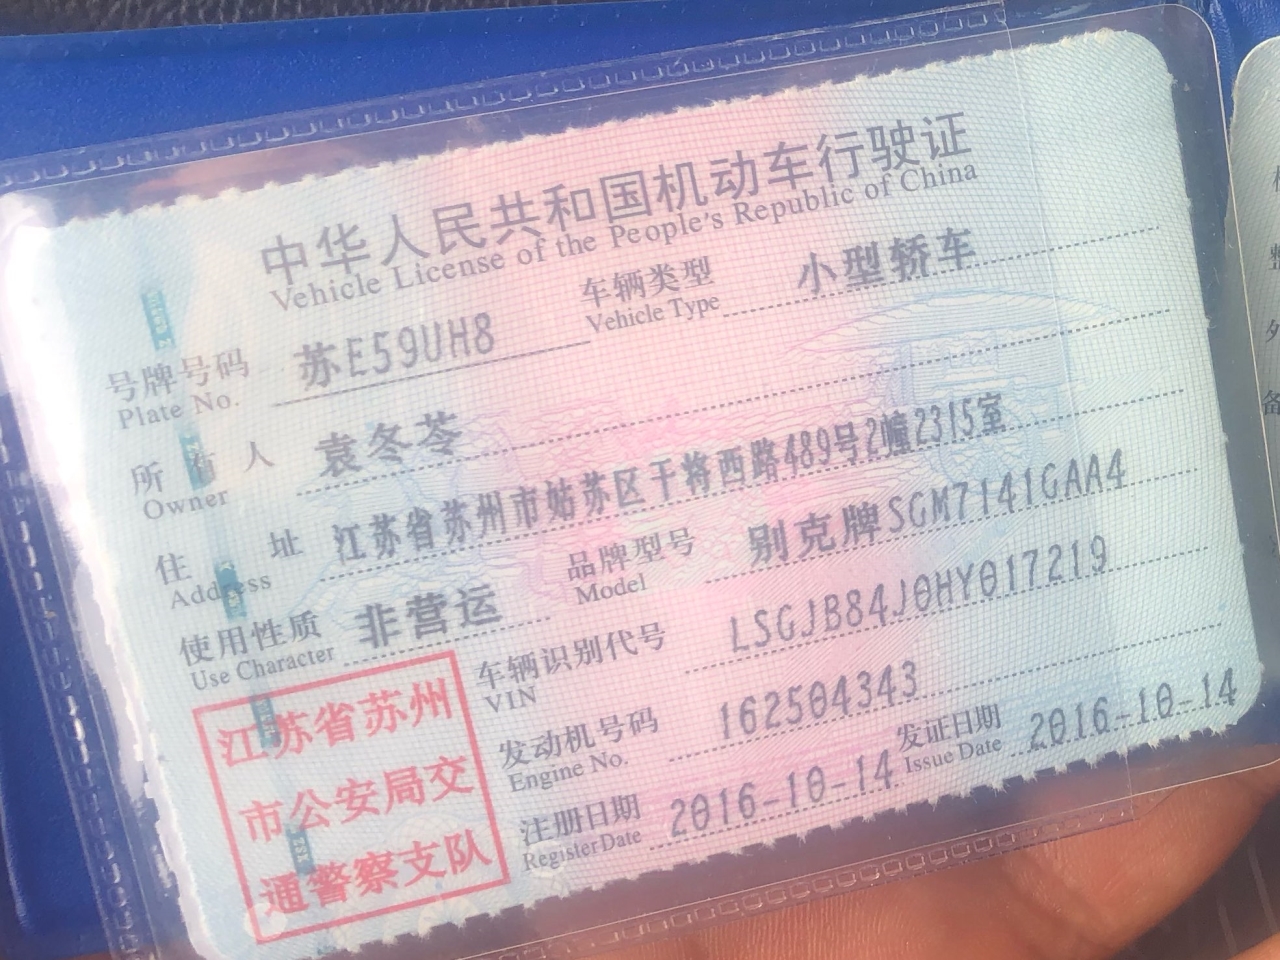 中华人民共和国机动车行驶证
Vehicle License of the People's Republic of China
号牌号码 苏E59UH8 车辆类型 小型轿车
Plate No. Vehicle Type
所有人 袁冬苓
Owner
住址 江苏省苏州市姑苏区干将西路489号2幢2315室
Address
使用性质 非营运 品牌型号 别克牌SGM7141GAA4
Use Character Model
车辆识别代号 LSGJB84J0HY017219
VIN
发动机号码 162504343
Engine No.
注册日期 2016-10-14 发证日期 2016-10-14
RegisterDate Issue Date
江苏省苏州
市公安局交
通警察支队